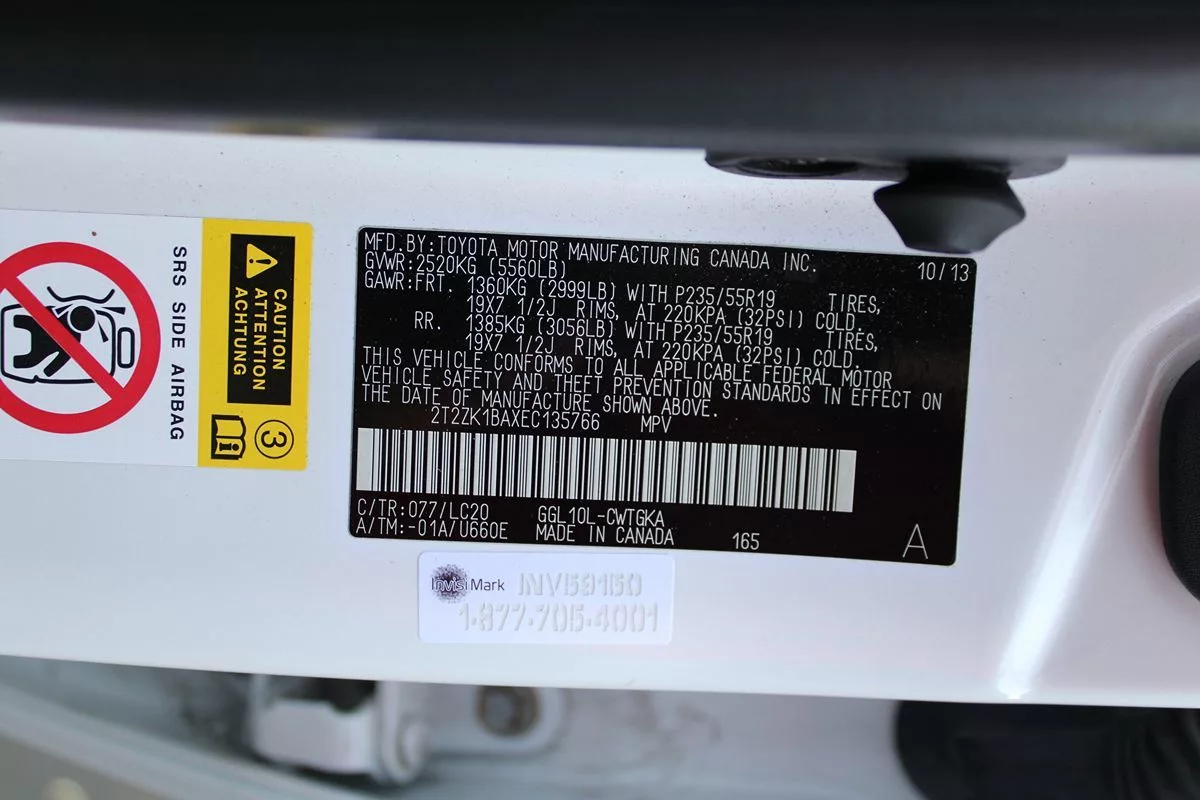 SRS SIDE AIRBAG
CAUTION
ATTENTION
ACHTUNG
3
MFD.BY:TOYOTA MOTOR MANUFACTURING CANADA INC. 10/13
GVWR:2520KG (5560LB)
GAWR:FRT. 1360KG (2999LB) WITH P235/55R19 TIRES,
19X7 1/2J RIMS, AT 220KPA (32PSI) COLD.
RR. 1385KG (3056LB) WITH P235/55R19 TIRES,
19X7 1/2J RIMS, AT 220KPA (32PSI) COLD.
THIS VEHICLE CONFORMS TO ALL APPLICABLE FEDERAL MOTOR
VEHICLE SAFETY AND THEFT PREVENTION STANDARDS IN EFFECT ON
THE DATE OF MANUFACTURE SHOWN ABOVE.
2T2ZK1BAXEC135766 MPV
C/TR:077/LC20 GGL10L-CWTGKA
A/TM:-01A/U660E MADE IN CANADA 165 A
InvisiMark INV59150
1-877-705-4001